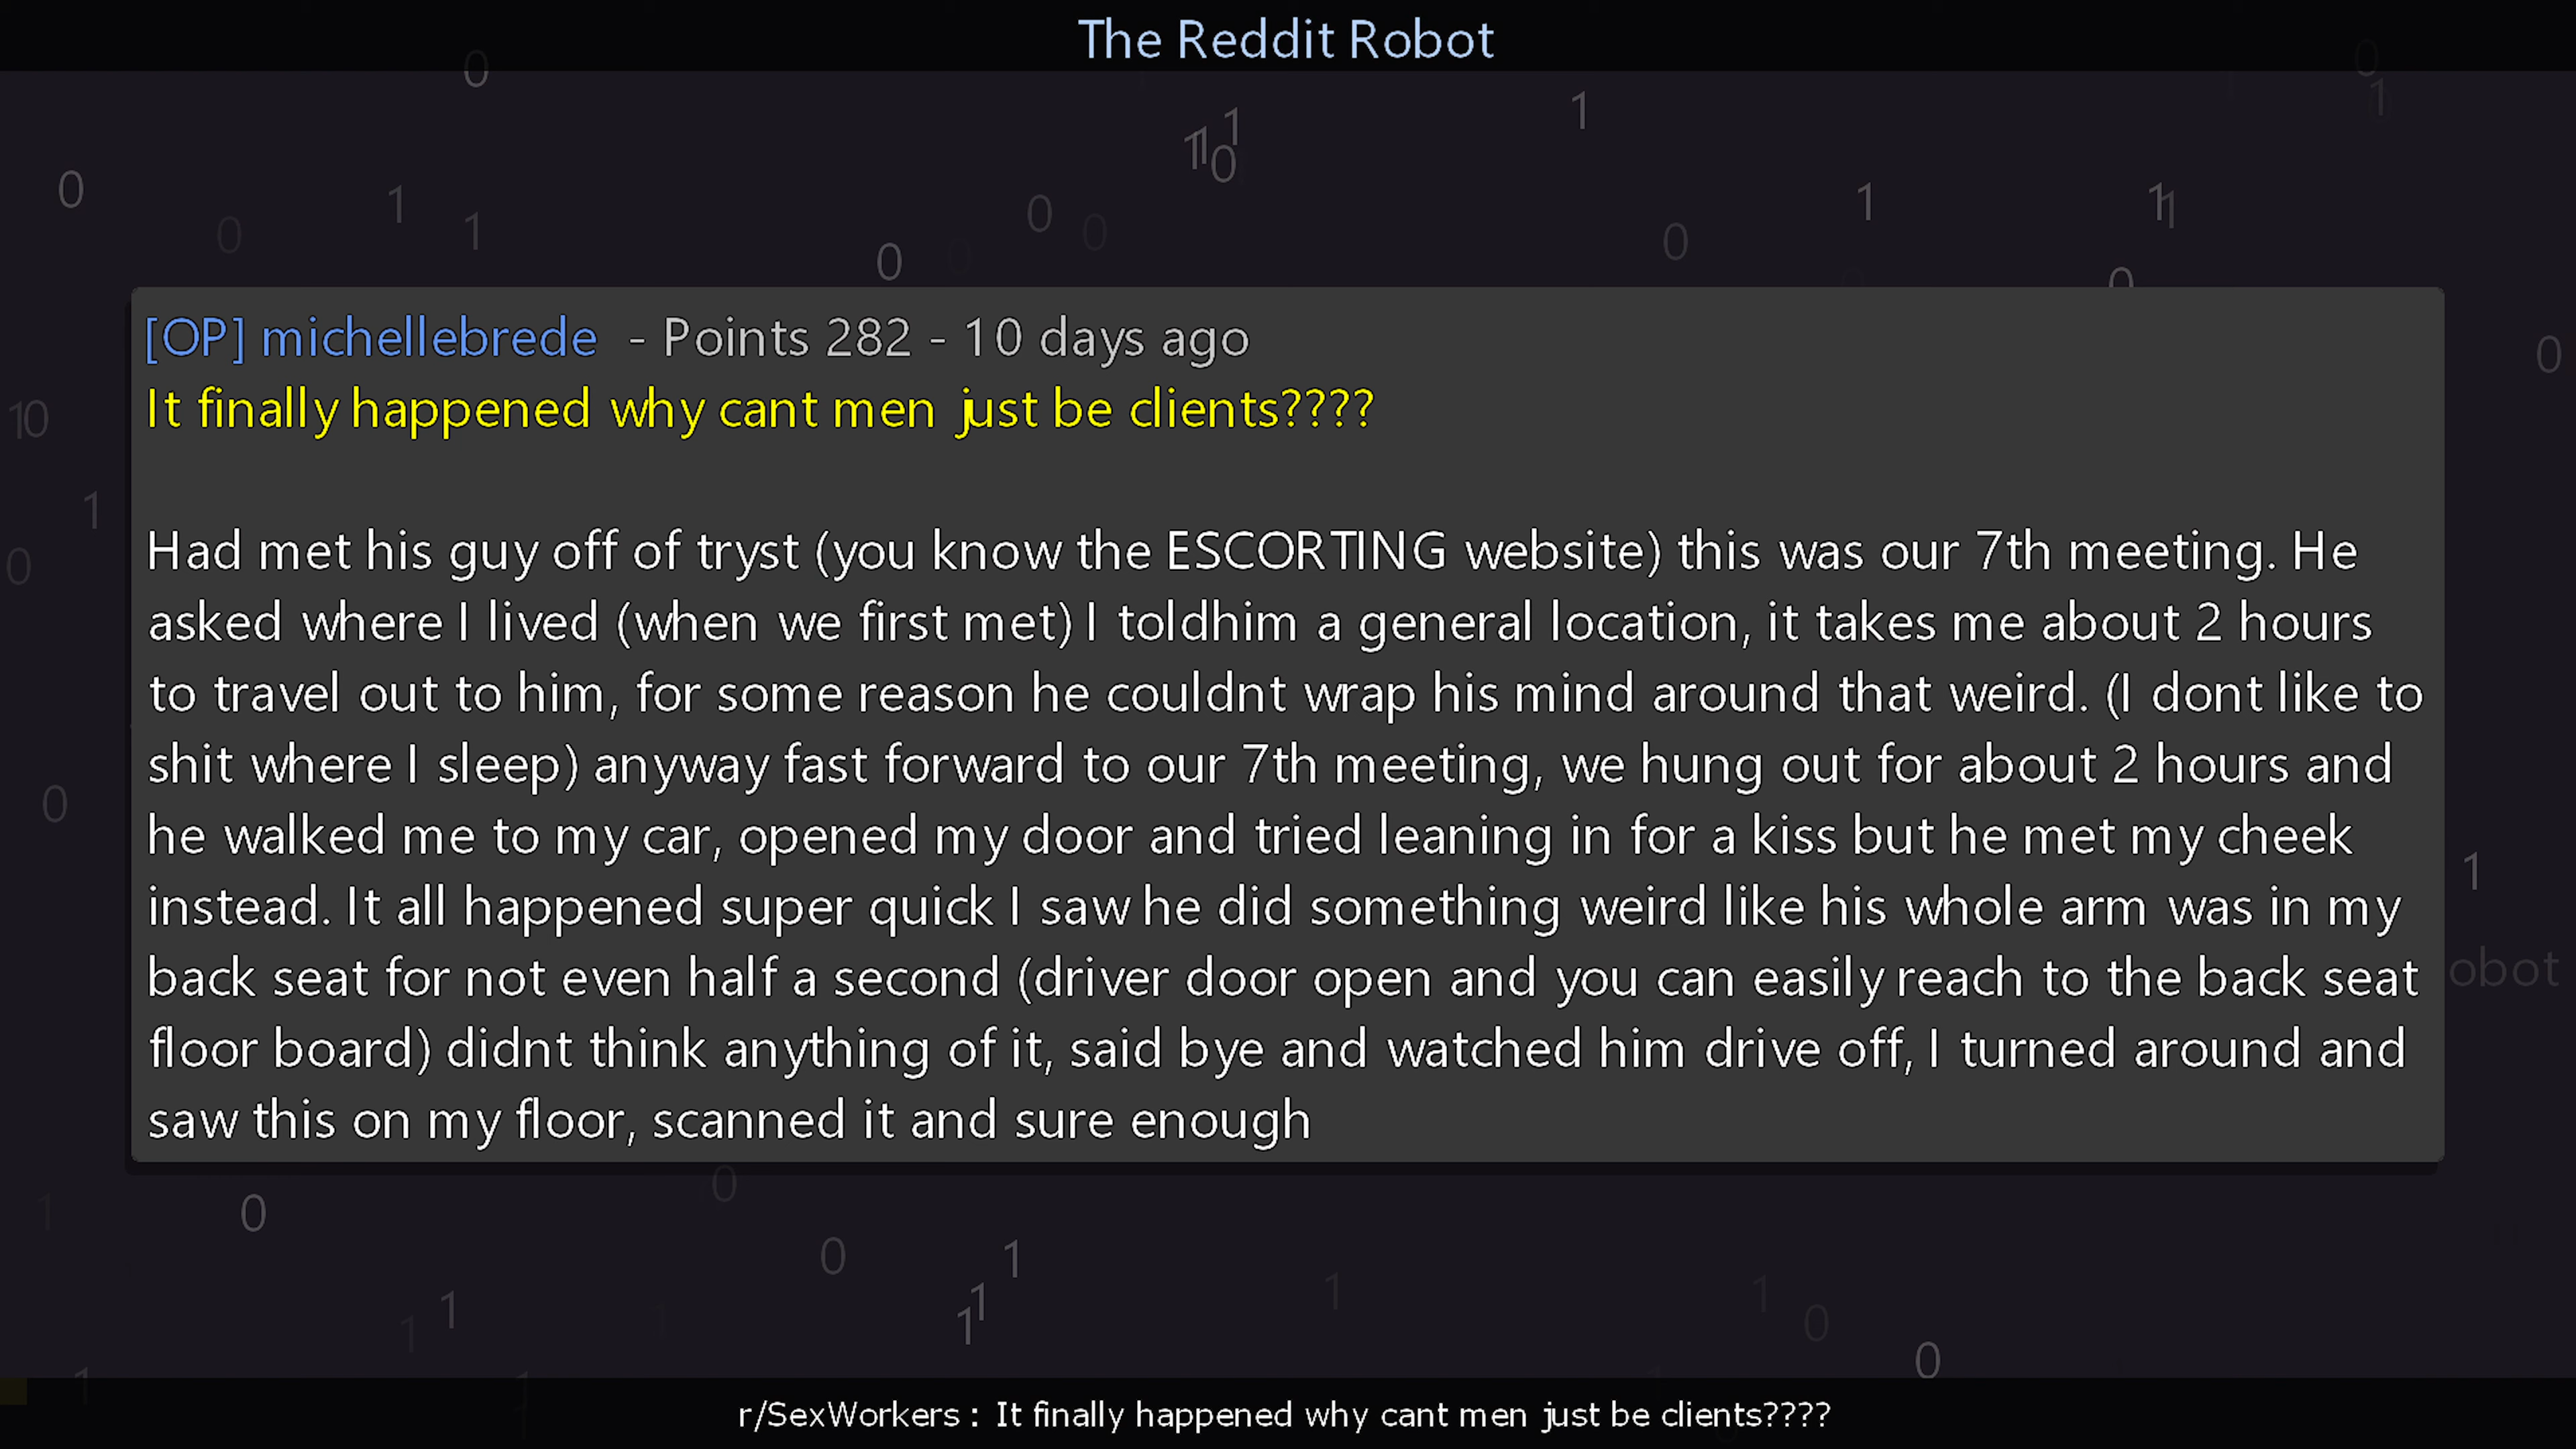 The Reddit Robot
[OP] michellebrede - Points 282 - 10 days ago
It finally happened why cant men just be clients????
Had met his guy off of tryst (you know the ESCORTING website) this was our 7th meeting. He
asked where I lived (when we first met) I toldhim a general location, it takes me about 2 hours
to travel out to him, for some reason he couldnt wrap his mind around that weird. (I dont like to
shit where I sleep) anyway fast forward to our 7th meeting, we hung out for about 2 hours and
he walked me to my car, opened my door and tried leaning in for a kiss but he met my cheek
instead. It all happened super quick I saw he did something weird like his whole arm was in my
back seat for not even half a second (driver door open and you can easily reach to the back seat
floor board) didnt think anything of it, said bye and watched him drive off, I turned around and
saw this on my floor, scanned it and sure enough
obot
r/SexWorkers : It finally happened why cant men just be clients????